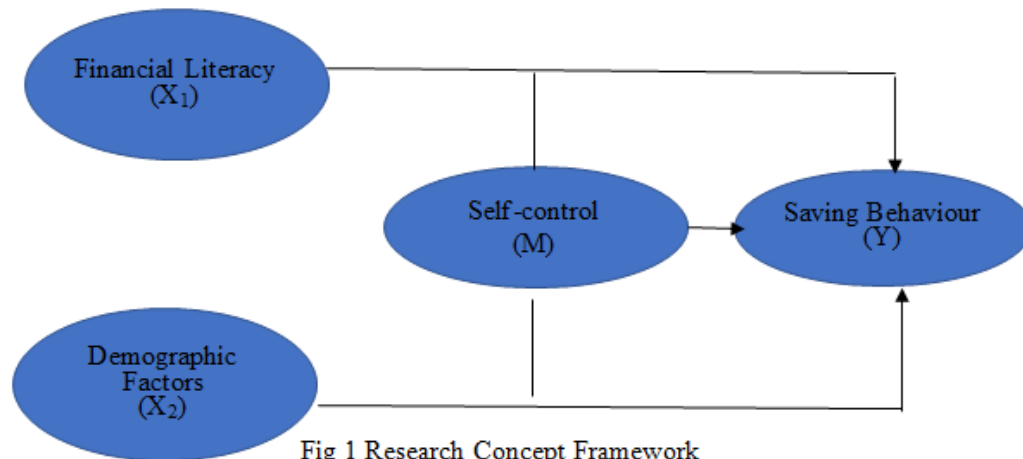 Financial Literacy
(X₁)
Self-control
(M)
Saving Behaviour
(Y)
Demographic
Factors
(X₂)
Fig 1 Research Concept Framework